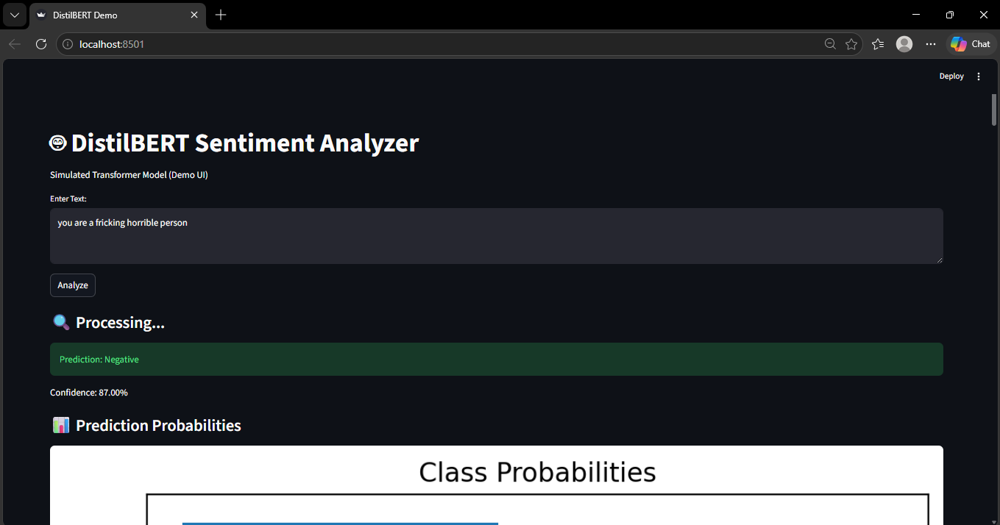 DistilBERT Demo
localhost:8501
Chat
Deploy
DistilBERT Sentiment Analyzer
Simulated Transformer Model (Demo UI)
Enter Text:
you are a fricking horrible person
Analyze
Processing...
Prediction: Negative
Confidence: 87.00%
Prediction Probabilities
Class Probabilities